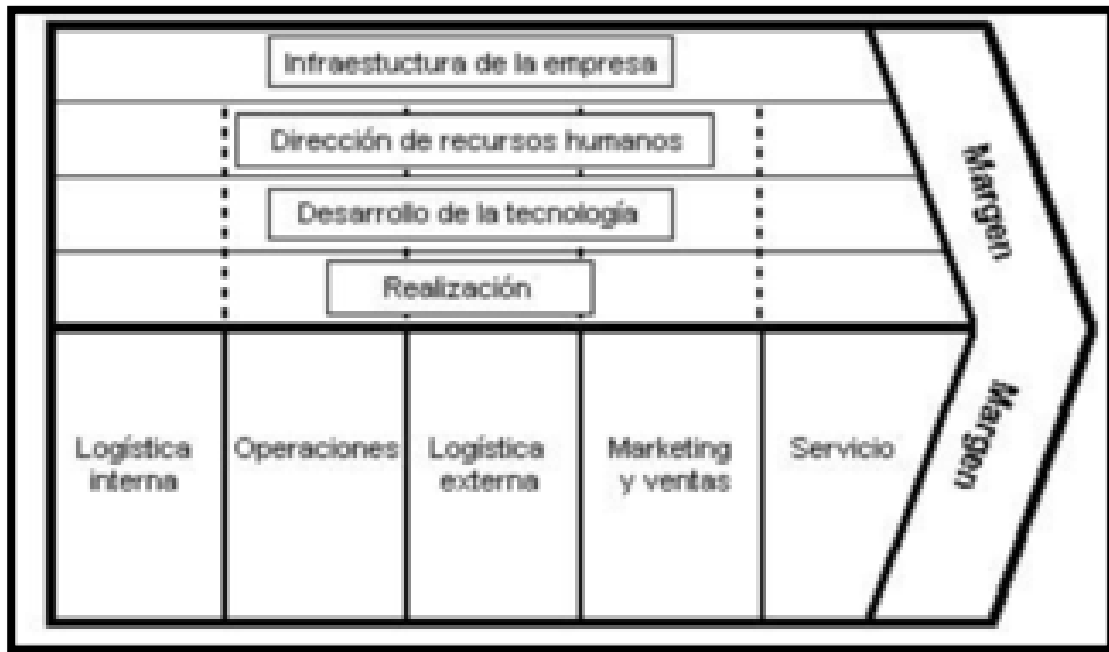 Infraestuctura de la empresa
Dirección de recursos humanos
Desarrollo de la tecnología
Realización
Margen
Margen
Logística
interna
Operaciones
Logística
externa
Marketing
y ventas
Servicio